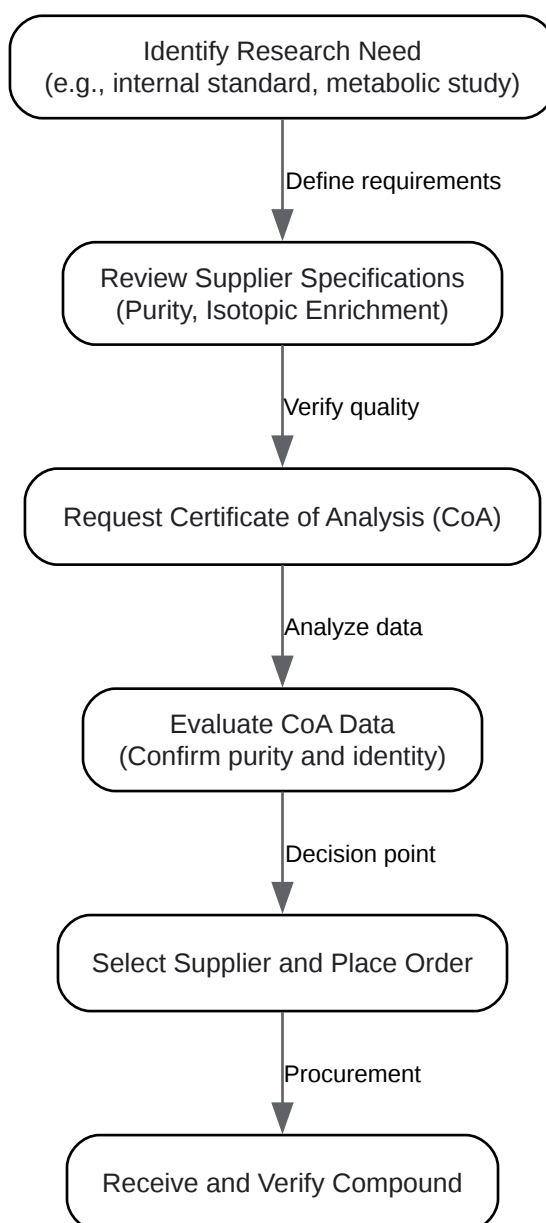 Identify Research Need
(e.g., internal standard, metabolic study)
Define requirements
Review Supplier Specifications
(Purity, Isotopic Enrichment)
Verify quality
Request Certificate of Analysis (CoA)
Analyze data
Evaluate CoA Data
(Confirm purity and identity)
Decision point
Select Supplier and Place Order
Procurement
Receive and Verify Compound